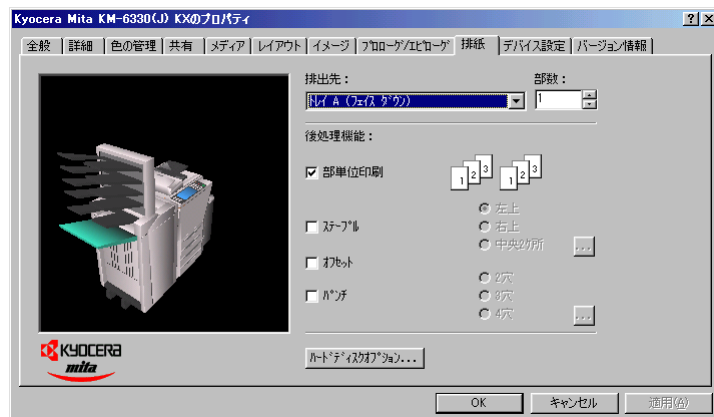 Kyocera Mita KM-6330(J) KXのプロパティ
全般 詳細 色の管理 共有 メディア レイアウト イメージ ﾌﾟﾛﾛｰｸﾞ/ｴﾋﾟﾛｰｸﾞ 排紙 デバイス設定 バージョン情報
排出先： 部数：
ﾄﾚｲ A (ﾌｪｲｽ ﾀﾞｳﾝ) 1
後処理機能：
部単位印刷 1 2 3 1 2 3
左上
ｽﾃｰﾌﾟﾙ 右上
中央2ｹ所 ...
ｵﾌｾｯﾄ
2穴
ﾊﾟﾝﾁ 3穴
4穴 ...
KYOCERA
mita
ﾊｰﾄﾞﾃﾞｨｽｸｵﾌﾟｼｮﾝ...
OK キャンセル 適用(A)